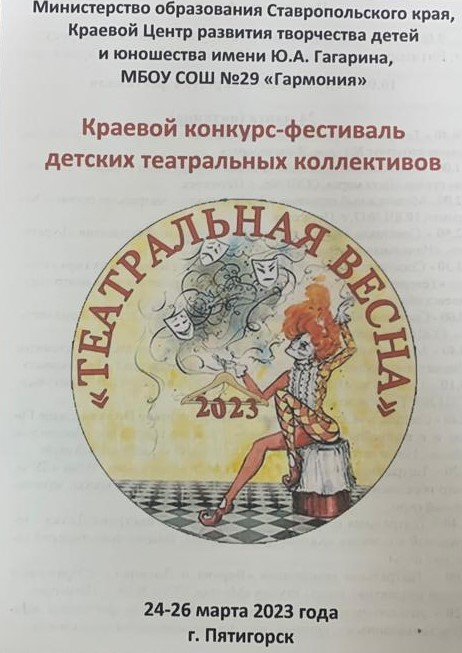 Министерство образования Ставропольского края,
Краевой Центр развития творчества детей
и юношества имени Ю.А. Гагарина,
МБОУ СОШ №29 «Гармония»
Краевой конкурс-фестиваль
детских театральных коллективов
«ТЕАТРАЛЬНАЯ ВЕСНА»
2023
24-26 марта 2023 года
г. Пятигорск